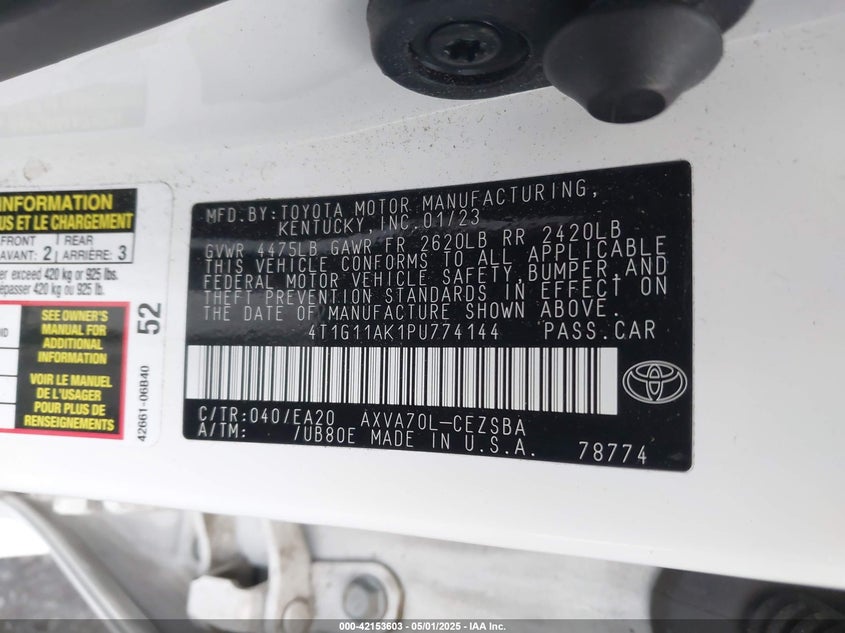 INFORMATION
US ET LE CHARGEMENT
FRONT
AVANT: 2
REAR
ARRIÈRE: 3
er exceed 420 kg or 925 lbs.
épasser 420 kg ou 925 lb.
SEE OWNER'S
MANUAL FOR
ADDITIONAL
INFORMATION
VOIR LE MANUEL
DE L'USAGER
POUR PLUS DE
RENSEIGNEMENTS
52
42661-06B40
MFD. BY: TOYOTA MOTOR MANUFACTURING,
KENTUCKY, INC. 01/23
GVWR 4475LB GAWR FR 2620LB RR 2420LB
THIS VEHICLE CONFORMS TO ALL APPLICABLE
FEDERAL MOTOR VEHICLE SAFETY, BUMPER, AND
THEFT PREVENTION STANDARDS IN EFFECT ON
THE DATE OF MANUFACTURE SHOWN ABOVE.
4T1G11AK1PU774144 PASS.CAR
C/TR: 040/EA20 AXVA70L-CEZSBA
A/TM: /UB80E MADE IN U.S.A.
78774
000-42153603 - 05/01/2025 - IAA Inc.